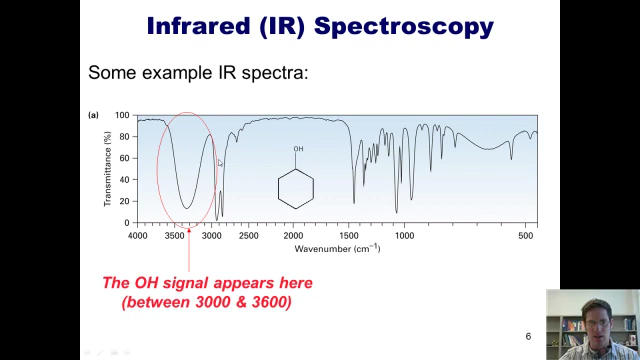 Infrared (IR) Spectroscopy
Some example IR spectra:
(a)
Transmittance (%)
100
80
60
40
20
0
OH
4000 3500 3000 2500 2000 1500 1000 500
Wavenumber (cm⁻¹)
The OH signal appears here
(between 3000 & 3600)
6